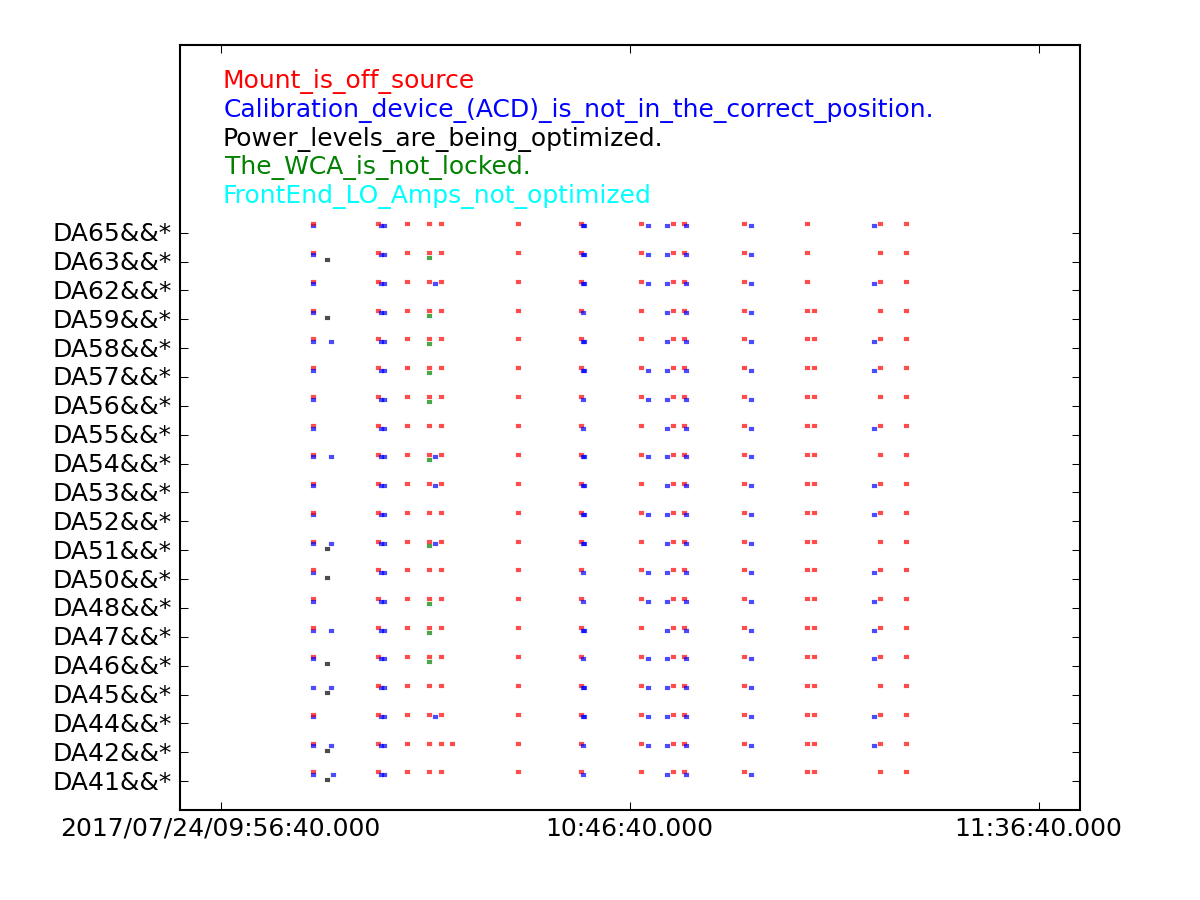 Mount_is_off_source
Calibration_device_(ACD)_is_not_in_the_correct_position.
Power_levels_are_being_optimized.
The_WCA_is_not_locked.
FrontEnd_LO_Amps_not_optimized
DA65&&*
DA63&&*
DA62&&*
DA59&&*
DA58&&*
DA57&&*
DA56&&*
DA55&&*
DA54&&*
DA53&&*
DA52&&*
DA51&&*
DA50&&*
DA48&&*
DA47&&*
DA46&&*
DA45&&*
DA44&&*
DA42&&*
DA41&&*
2017/07/24/09:56:40.000 10:46:40.000 11:36:40.000